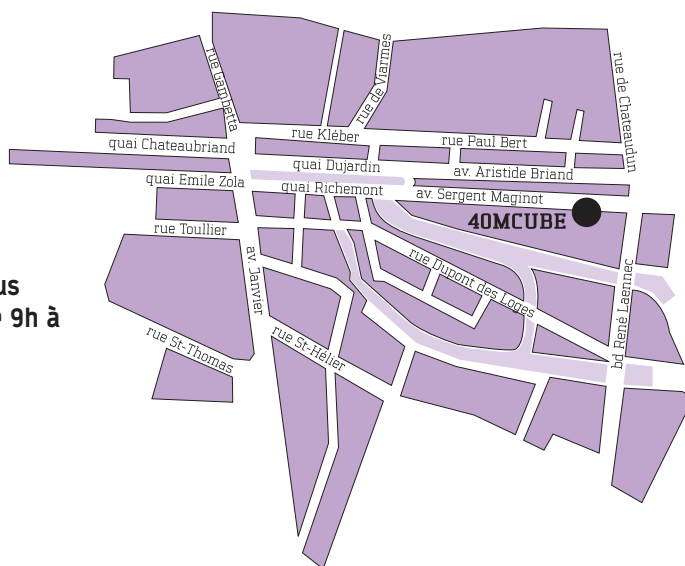 rue Gambetta
rue de Viarmes
rue de Chateaudun
rue Kléber
rue Paul Bert
quai Chateaubriand
quai Dujardin
av. Aristide Briand
quai Emile Zola
quai Richemont
av. Sergent Maginot
40MCUBE
rue Toullier
av. Janvier
rue Dupont des Loges
bd René Laennec
us
9h à
rue St-Thomas
rue St-Hélier